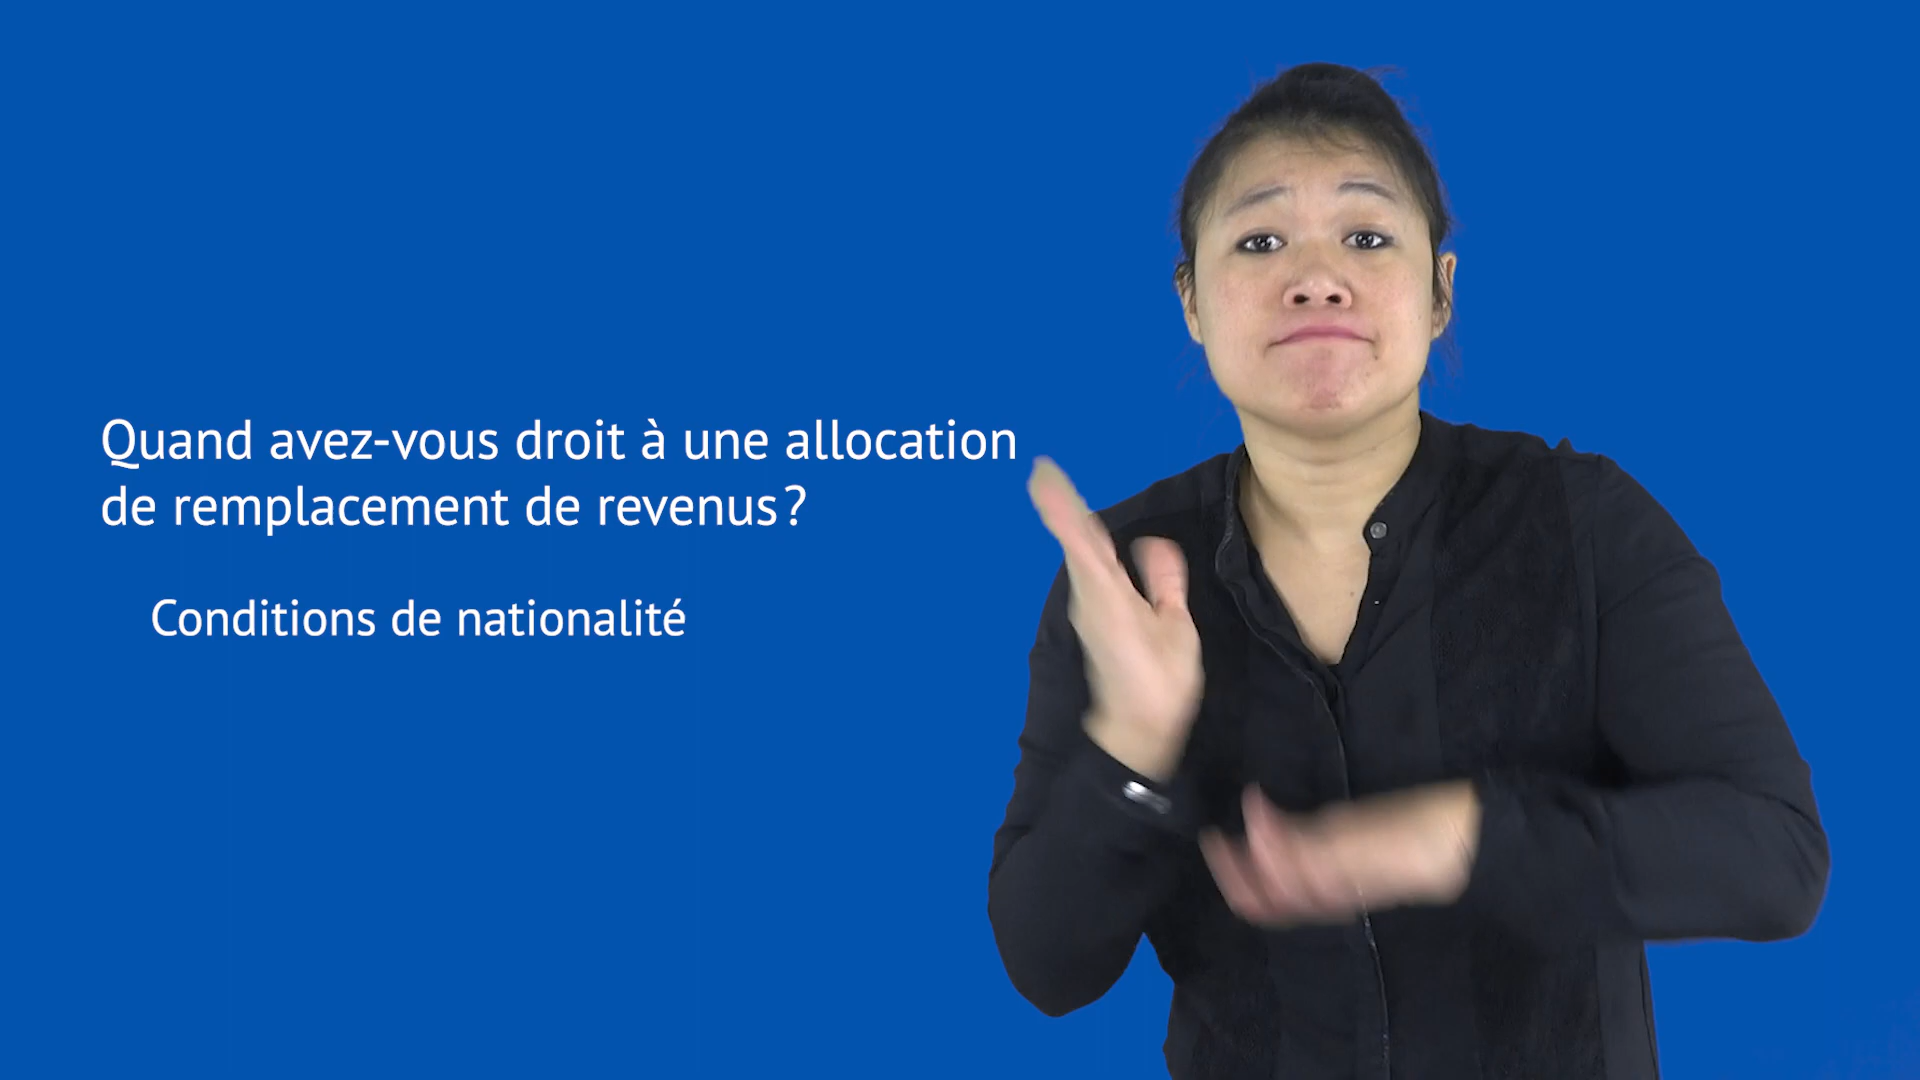 Quand avez-vous droit à une allocation
de remplacement de revenus ?
Conditions de nationalité